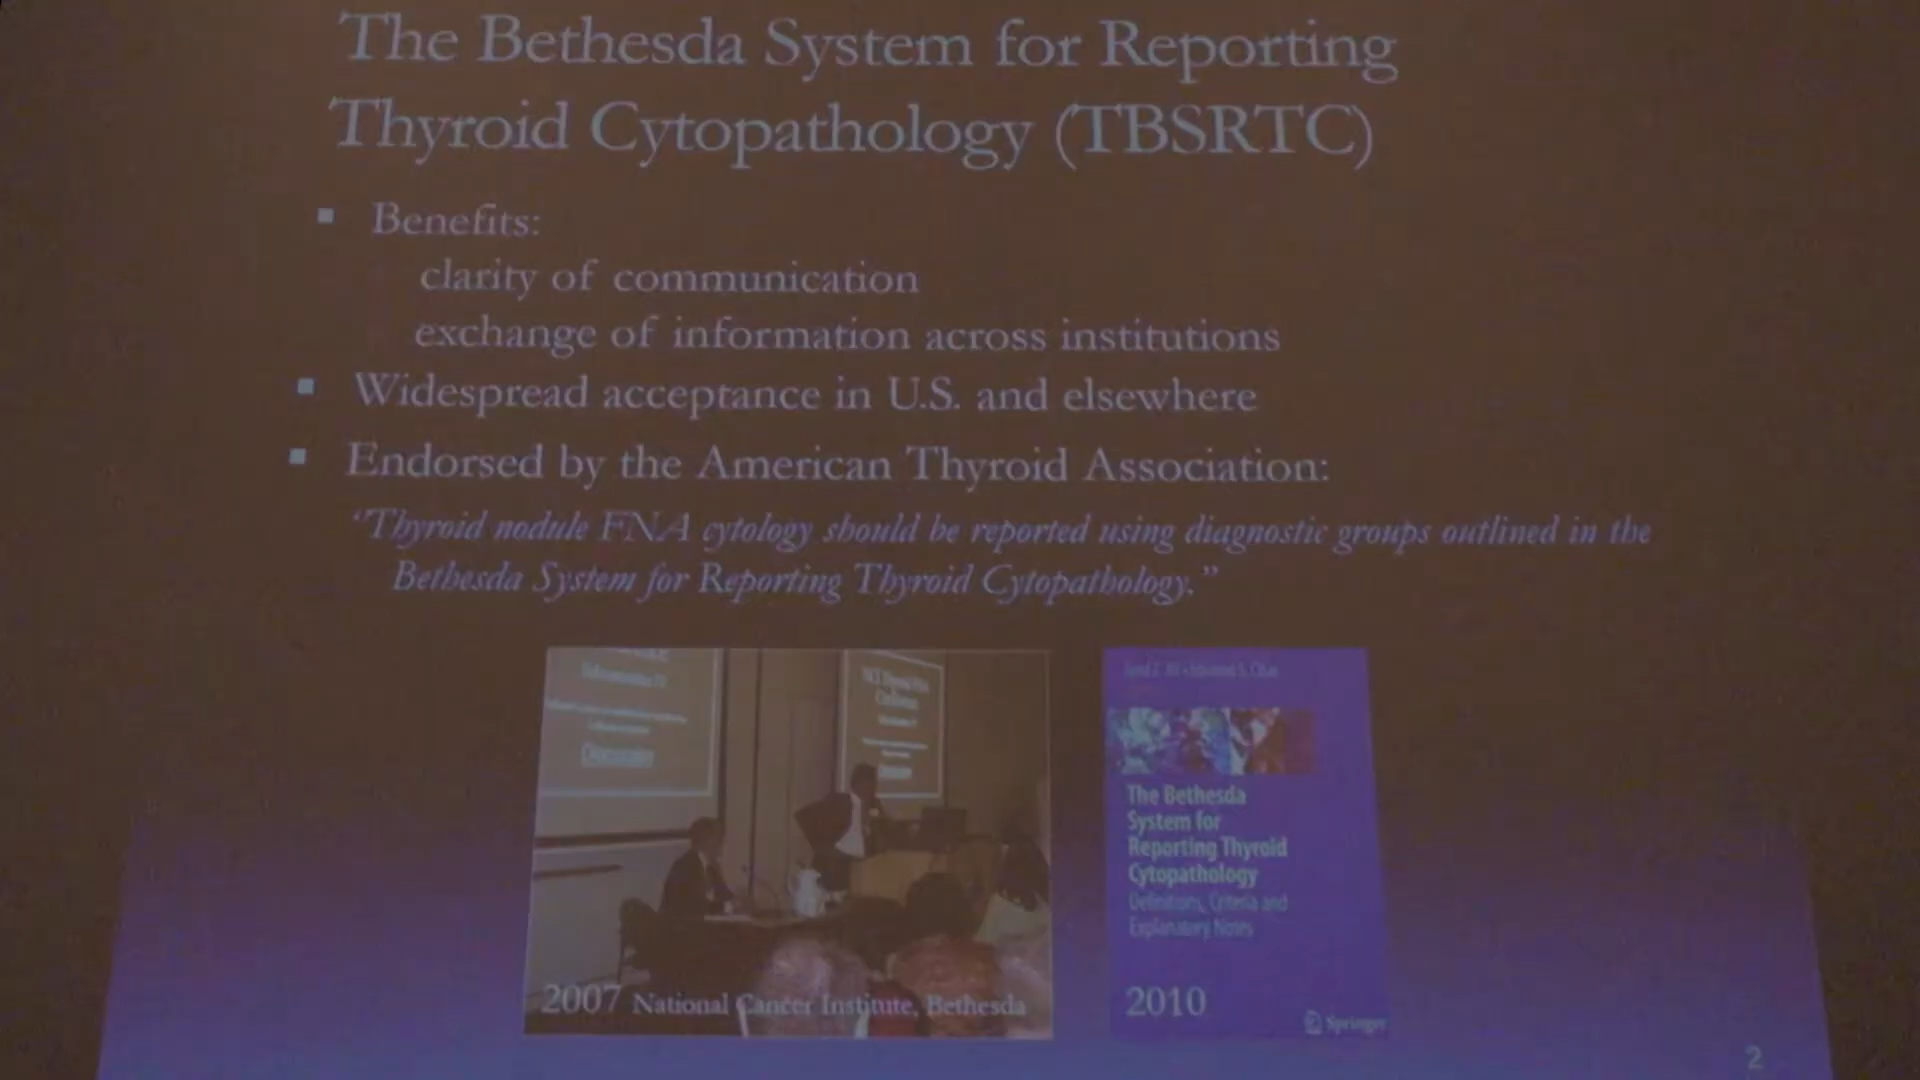 The Bethesda System for Reporting
Thyroid Cytopathology (TBSRTC)
▪ Benefits:
clarity of communication
exchange of information across institutions
▪ Widespread acceptance in U.S. and elsewhere
▪ Endorsed by the American Thyroid Association:
“Thyroid nodule FNA cytology should be reported using diagnostic groups outlined in the
Bethesda System for Reporting Thyroid Cytopathology.”
Discussion
2007 National Cancer Institute, Bethesda
The Bethesda
System for
Reporting Thyroid
Cytopathology
Definitions, Criteria and
Explanatory Notes
2010
Springer
2